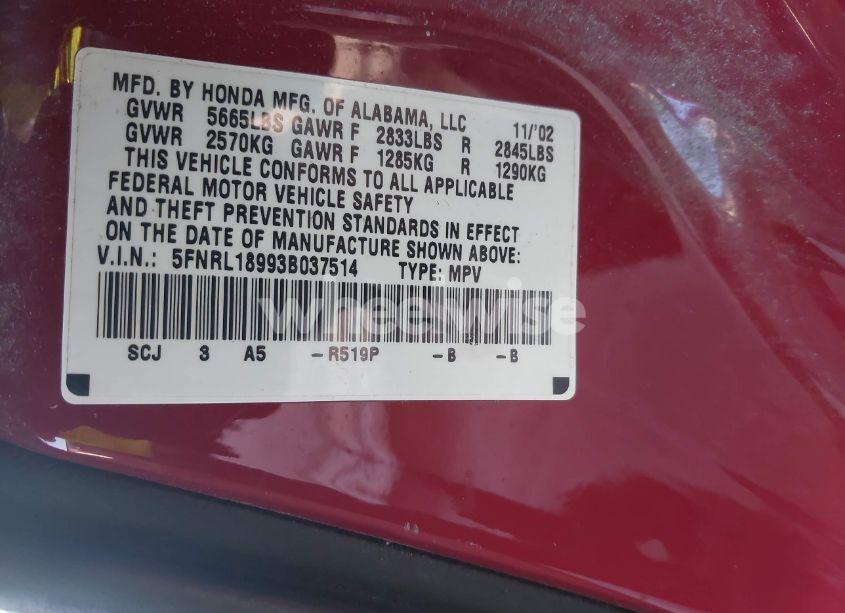 MFD. BY HONDA MFG. OF ALABAMA, LLC 11/'02
GVWR 5665LBS GAWR F 2833LBS R 2845LBS
GVWR 2570KG GAWR F 1285KG R 1290KG
THIS VEHICLE CONFORMS TO ALL APPLICABLE
FEDERAL MOTOR VEHICLE SAFETY
AND THEFT PREVENTION STANDARDS IN EFFECT
ON THE DATE OF MANUFACTURE SHOWN ABOVE:
V.I.N.: 5FNRL18993B037514 TYPE: MPV
wheelwise
SCJ 3 A5 -R519P -B -B